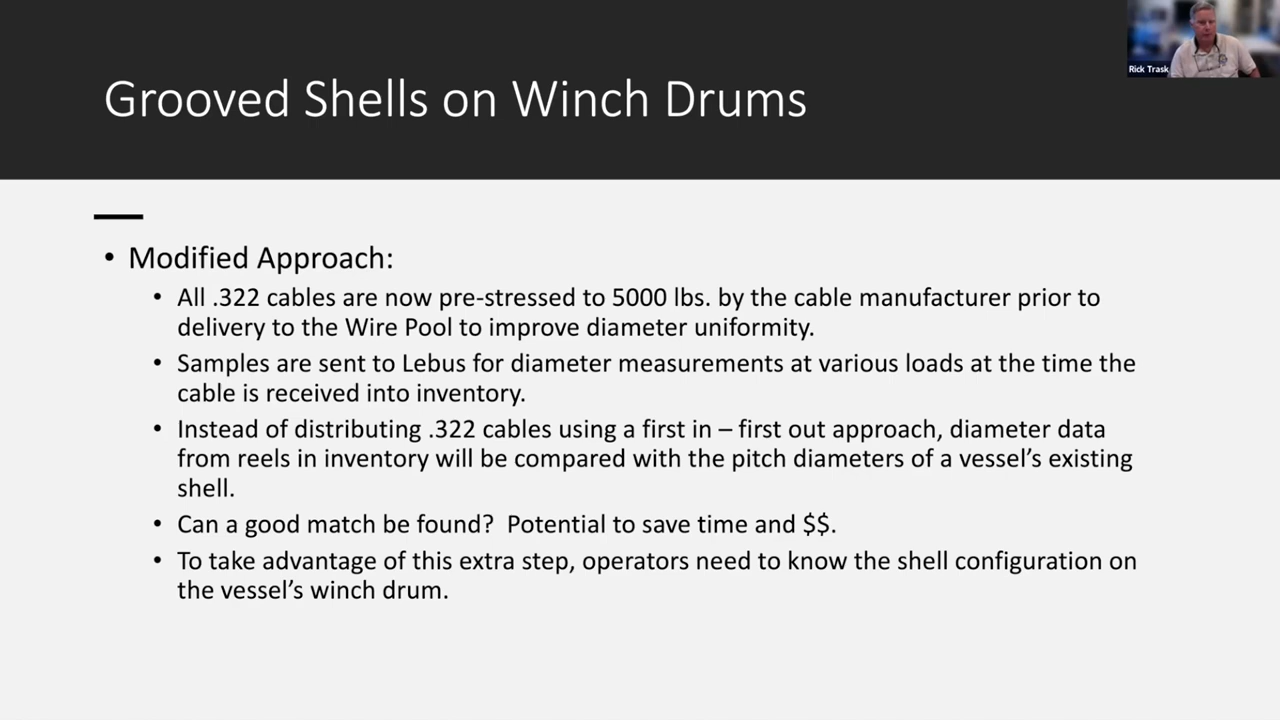 Rick Trask
Grooved Shells on Winch Drums
• Modified Approach:
• All .322 cables are now pre-stressed to 5000 lbs. by the cable manufacturer prior to
delivery to the Wire Pool to improve diameter uniformity.
• Samples are sent to Lebus for diameter measurements at various loads at the time the
cable is received into inventory.
• Instead of distributing .322 cables using a first in – first out approach, diameter data
from reels in inventory will be compared with the pitch diameters of a vessel’s existing
shell.
• Can a good match be found?  Potential to save time and $$.
• To take advantage of this extra step, operators need to know the shell configuration on
the vessel’s winch drum.